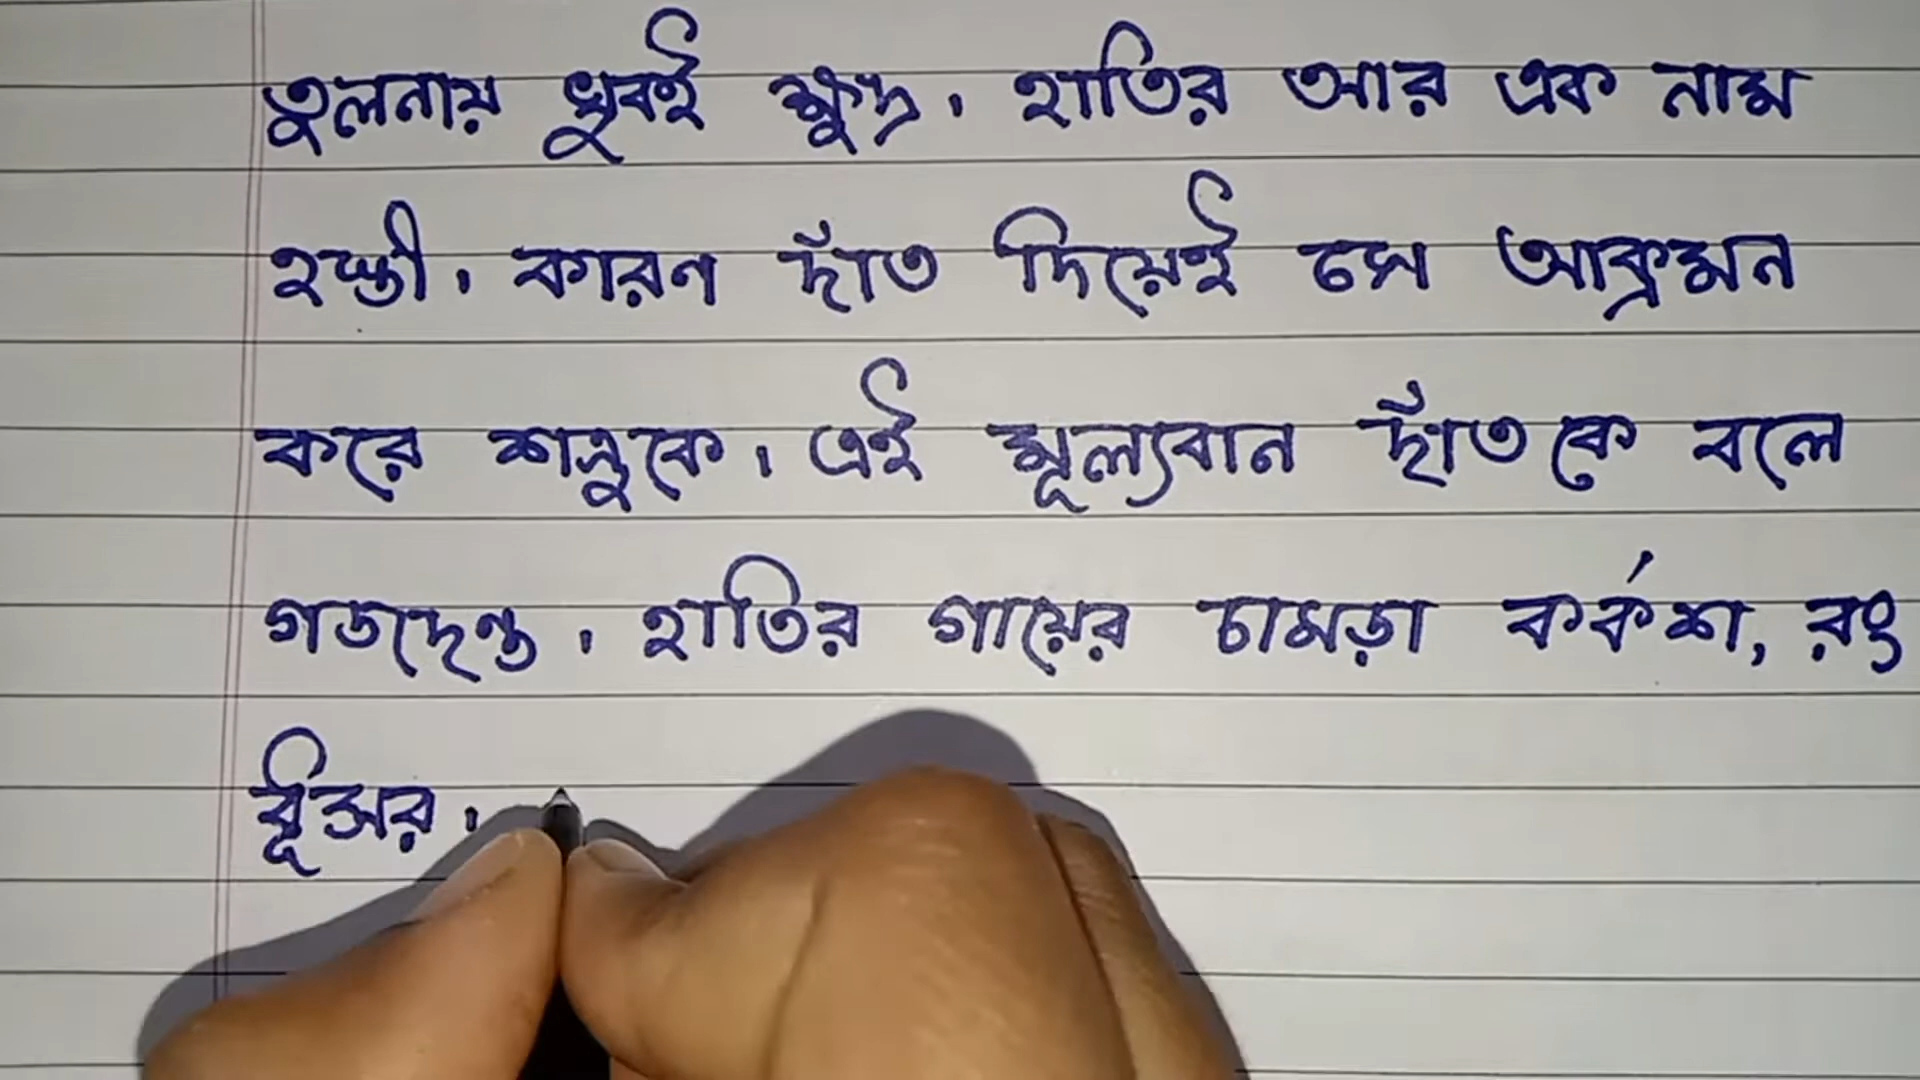 তুলনায় খুবই ক্ষুদ্র। হাতির আর এক নাম
হস্তী। কারন দাঁত দিয়েই সে আক্রমন
করে শত্রুকে। এই মূল্যবান দাঁতকে বলে
গজদন্ত। হাতির গায়ের চামড়া কর্কশ, রং
ধূসর।